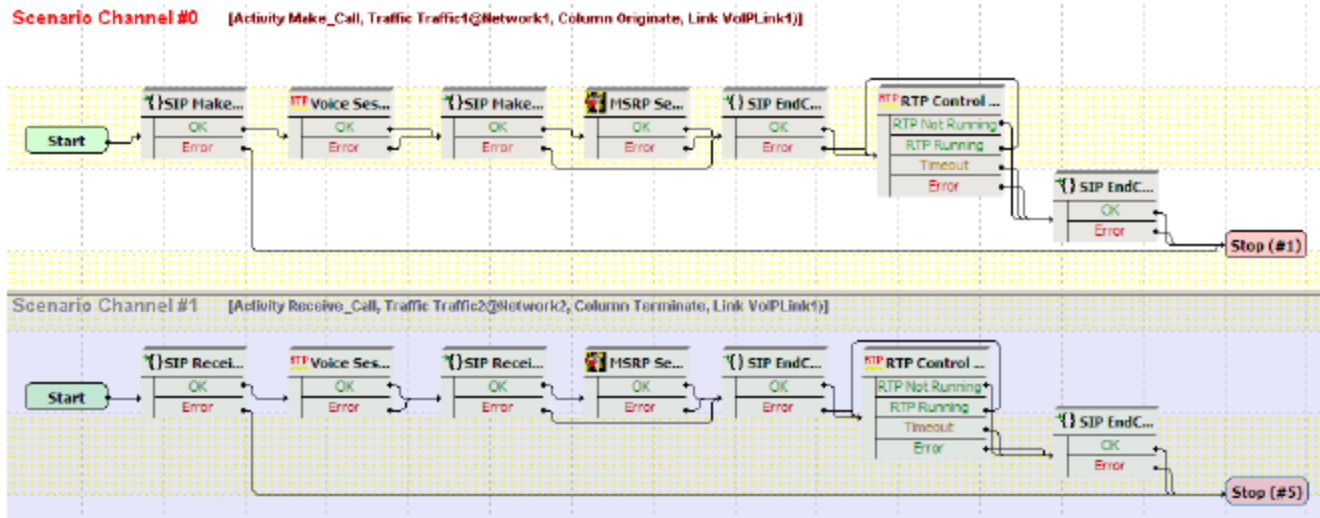 Scenario Channel #0 [Activity Make_Call, Traffic Traffic1@Network1, Column Originate, Link VoIPLink1)]
{}SIP Make... RTP Voice Ses... {}SIP Make... MSRP Se... {} SIP EndC... RTP RTP Control ...
OK OK OK OK OK RTP Not Running
Start Error Error Error Error Error RTP Running
Timeout
Error
{} SIP EndC...
OK
Error
Stop (#1)
Scenario Channel #1 [Activity Receive_Call, Traffic Traffic2@Network2, Column Terminate, Link VoIPLink1)]
{}SIP Recei... RTP Voice Ses... {}SIP Recei... MSRP Se... {} SIP EndC... RTP RTP Control ...
OK OK OK OK OK RTP Not Running
Start Error Error Error Error Error RTP Running
Timeout
Error
{} SIP EndC...
OK
Error
Stop (#5)